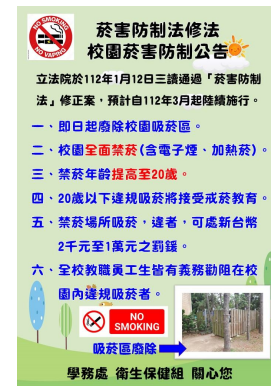 NO SMOKING
NO VAPING
菸害防制法修法
校園菸害防制公告
立法院於112年1月12日三讀通過「菸害防制
法」修正案，預計自112年3月起陸續施行。
一、即日起廢除校園吸菸區。
二、校園全面禁菸(含電子煙、加熱菸)。
三、禁菸年齡提高至20歲。
四、20歲以下違規吸菸將接受戒菸教育。
五、禁菸場所吸菸，違者，可處新台幣
2千元至1萬元之罰鍰。
六、全校教職員工生皆有義務勸阻在校
園內違規吸菸者。
NO
SMOKING
吸菸區廢除
學務處 衛生保健組 關心您